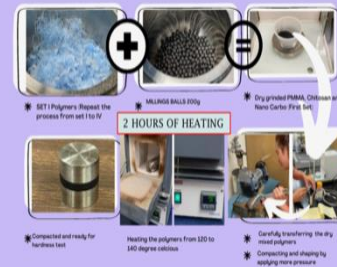 SET I Polymers :Repeat the
process from set I to IV
MILLINGS BALLS 200g
Dry grinded PMMA, Chitosan
Nano Carbo :First Set:
2 HOURS OF HEATING
Compacted and ready for
hardness test
Heating the polymers from 120 to
140 degree calcius
Carefully transferring the dry
mixed polymers
Compacting and shaping by
applying more pressure